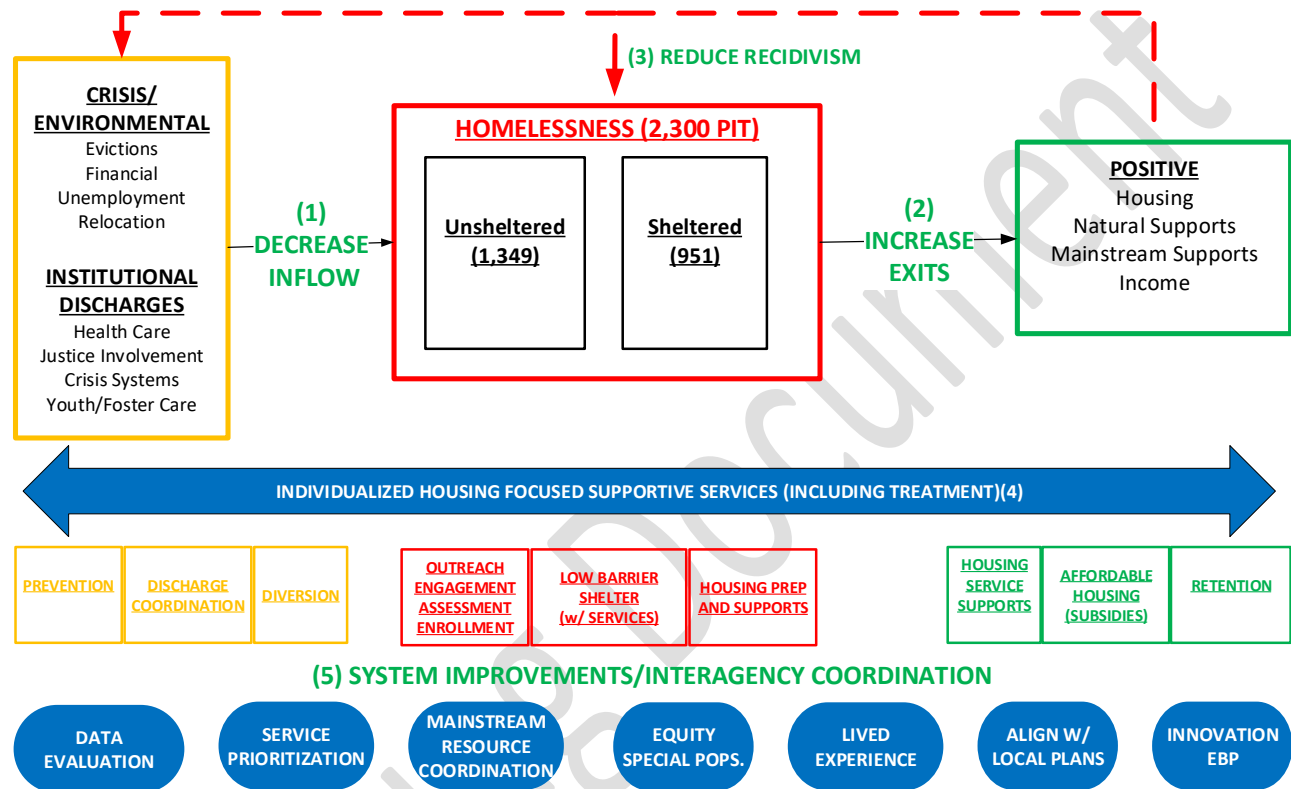 (3) REDUCE RECIDIVISM
CRISIS/
ENVIRONMENTAL
Evictions
Financial
Unemployment
Relocation
INSTITUTIONAL
DISCHARGES
Health Care
Justice Involvement
Crisis Systems
Youth/Foster Care
(1)
DECREASE
INFLOW
HOMELESSNESS (2,300 PIT)
Unsheltered
(1,349)
Sheltered
(951)
(2)
INCREASE
EXITS
POSITIVE
Housing
Natural Supports
Mainstream Supports
Income
INDIVIDUALIZED HOUSING FOCUSED SUPPORTIVE SERVICES (INCLUDING TREATMENT)(4)
PREVENTION
DISCHARGE
COORDINATION
DIVERSION
OUTREACH
ENGAGEMENT
ASSESSMENT
ENROLLMENT
LOW BARRIER
SHELTER
(w/ SERVICES)
HOUSING PREP
AND SUPPORTS
HOUSING
SERVICE
SUPPORTS
AFFORDABLE
HOUSING
(SUBSIDIES)
RETENTION
(5) SYSTEM IMPROVEMENTS/INTERAGENCY COORDINATION
DATA
EVALUATION
SERVICE
PRIORITIZATION
MAINSTREAM
RESOURCE
COORDINATION
EQUITY
SPECIAL POPS.
LIVED
EXPERIENCE
ALIGN W/
LOCAL PLANS
INNOVATION
EBP
Document